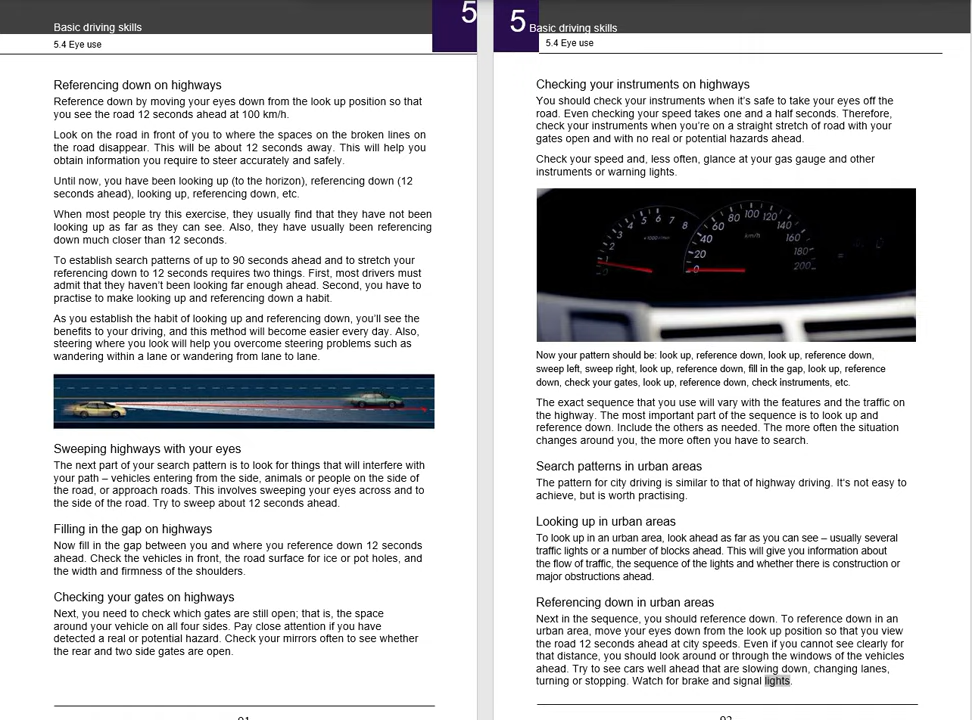 5
Basic driving skills
5.4 Eye use
Referencing down on highways
Reference down by moving your eyes down from the look up position so that
you see the road 12 seconds ahead at 100 km/h.
Look on the road in front of you to where the spaces on the broken lines on
the road disappear. This will be about 12 seconds away. This will help you
obtain information you require to steer accurately and safely.
Until now, you have been looking up (to the horizon), referencing down (12
seconds ahead), looking up, referencing down, etc.
When most people try this exercise, they usually find that they have not been
looking up as far as they can see. Also, they have usually been referencing
down much closer than 12 seconds.
To establish search patterns of up to 90 seconds ahead and to stretch your
referencing down to 12 seconds requires two things. First, most drivers must
admit that they haven't been looking far enough ahead. Second, you have to
practise to make looking up and referencing down a habit.
As you establish the habit of looking up and referencing down, you'll see the
benefits to your driving, and this method will become easier every day. Also,
steering where you look will help you overcome steering problems such as
wandering within a lane or wandering from lane to lane.
Sweeping highways with your eyes
The next part of your search pattern is to look for things that will interfere with
your path – vehicles entering from the side, animals or people on the side of
the road, or approach roads. This involves sweeping your eyes across and to
the side of the road. Try to sweep about 12 seconds ahead.
Filling in the gap on highways
Now fill in the gap between you and where you reference down 12 seconds
ahead. Check the vehicles in front, the road surface for ice or pot holes, and
the width and firmness of the shoulders.
Checking your gates on highways
Next, you need to check which gates are still open; that is, the space
around your vehicle on all four sides. Pay close attention if you have
detected a real or potential hazard. Check your mirrors often to see whether
the rear and two side gates are open.
91
5 Basic driving skills
5.4 Eye use
Checking your instruments on highways
You should check your instruments when it's safe to take your eyes off the
road. Even checking your speed takes one and a half seconds. Therefore,
check your instruments when you're on a straight stretch of road with your
gates open and with no real or potential hazards ahead.
Check your speed and, less often, glance at your gas gauge and other
instruments or warning lights.
1 2 3 4 5 6 7 8
0 20 40 60 80 100 120 140 160 180 200
km/h
Now your pattern should be: look up, reference down, look up, reference down,
sweep left, sweep right, look up, reference down, fill in the gap, look up, reference
down, check your gates, look up, reference down, check instruments, etc.
The exact sequence that you use will vary with the features and the traffic on
the highway. The most important part of the sequence is to look up and
reference down. Include the others as needed. The more often the situation
changes around you, the more often you have to search.
Search patterns in urban areas
The pattern for city driving is similar to that of highway driving. It's not easy to
achieve, but is worth practising.
Looking up in urban areas
To look up in an urban area, look ahead as far as you can see – usually several
traffic lights or a number of blocks ahead. This will give you information about
the flow of traffic, the sequence of the lights and whether there is construction or
major obstructions ahead.
Referencing down in urban areas
Next in the sequence, you should reference down. To reference down in an
urban area, move your eyes down from the look up position so that you view
the road 12 seconds ahead at city speeds. Even if you cannot see clearly for
that distance, you should look around or through the windows of the vehicles
ahead. Try to see cars well ahead that are slowing down, changing lanes,
turning or stopping. Watch for brake and signal lights.
92